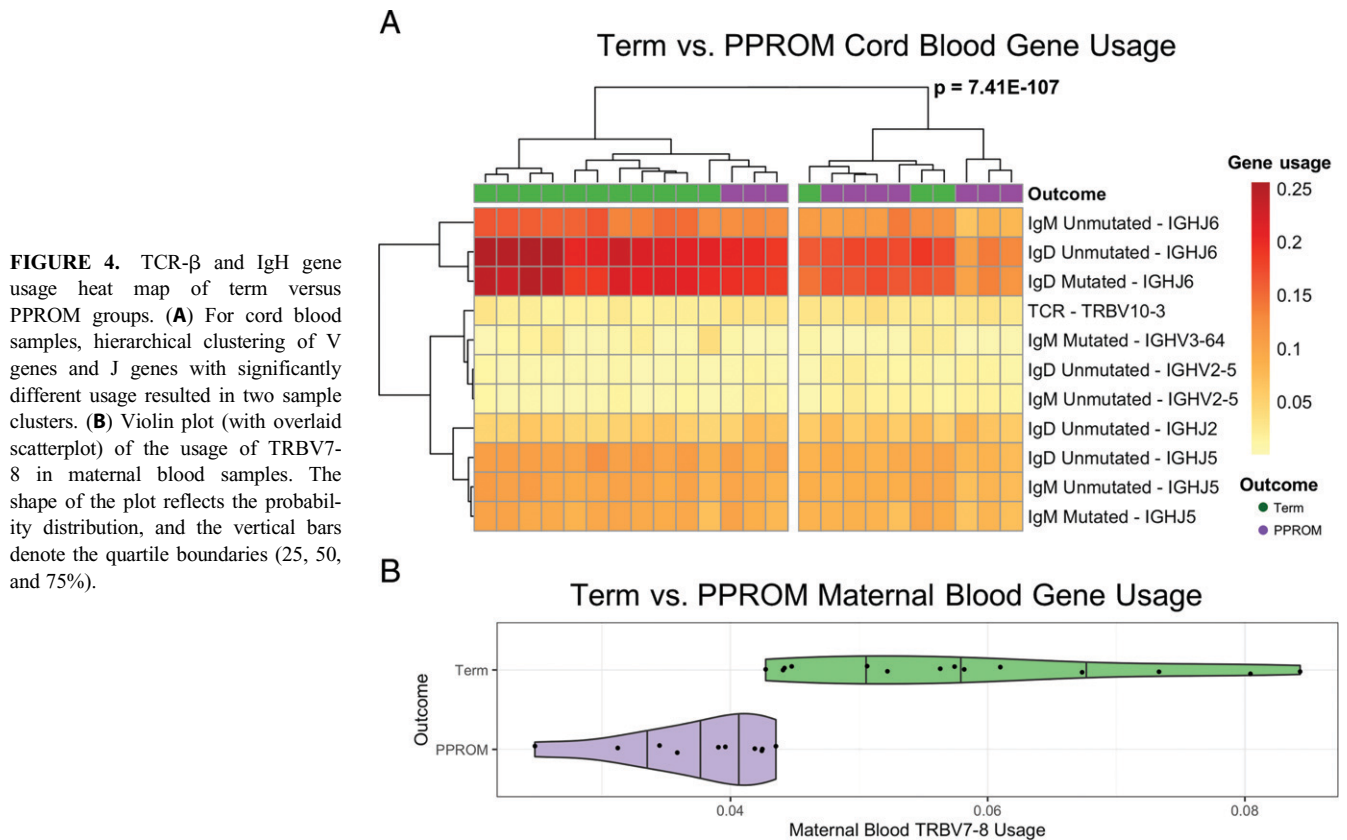 FIGURE 4. TCR-β and IgH gene
usage heat map of term versus
PPROM groups. (A) For cord blood
samples, hierarchical clustering of V
genes and J genes with significantly
different usage resulted in two sample
clusters. (B) Violin plot (with overlaid
scatterplot) of the usage of TRBV7-
8 in maternal blood samples. The
shape of the plot reflects the probabil-
ity distribution, and the vertical bars
denote the quartile boundaries (25, 50,
and 75%).
A
Term vs. PPROM Cord Blood Gene Usage
p = 7.41E-107
Outcome
IgM Unmutated - IGHJ6
IgD Unmutated - IGHJ6
IgD Mutated - IGHJ6
TCR - TRBV10-3
IgM Mutated - IGHV3-64
IgD Unmutated - IGHV2-5
IgM Unmutated - IGHV2-5
IgD Unmutated - IGHJ2
IgD Unmutated - IGHJ5
IgM Unmutated - IGHJ5
IgM Mutated - IGHJ5
Gene usage
0.25
0.2
0.15
0.1
0.05
Outcome
Term
PPROM
B
Term vs. PPROM Maternal Blood Gene Usage
Outcome
Term
PPROM
0.04
0.06
0.08
Maternal Blood TRBV7-8 Usage